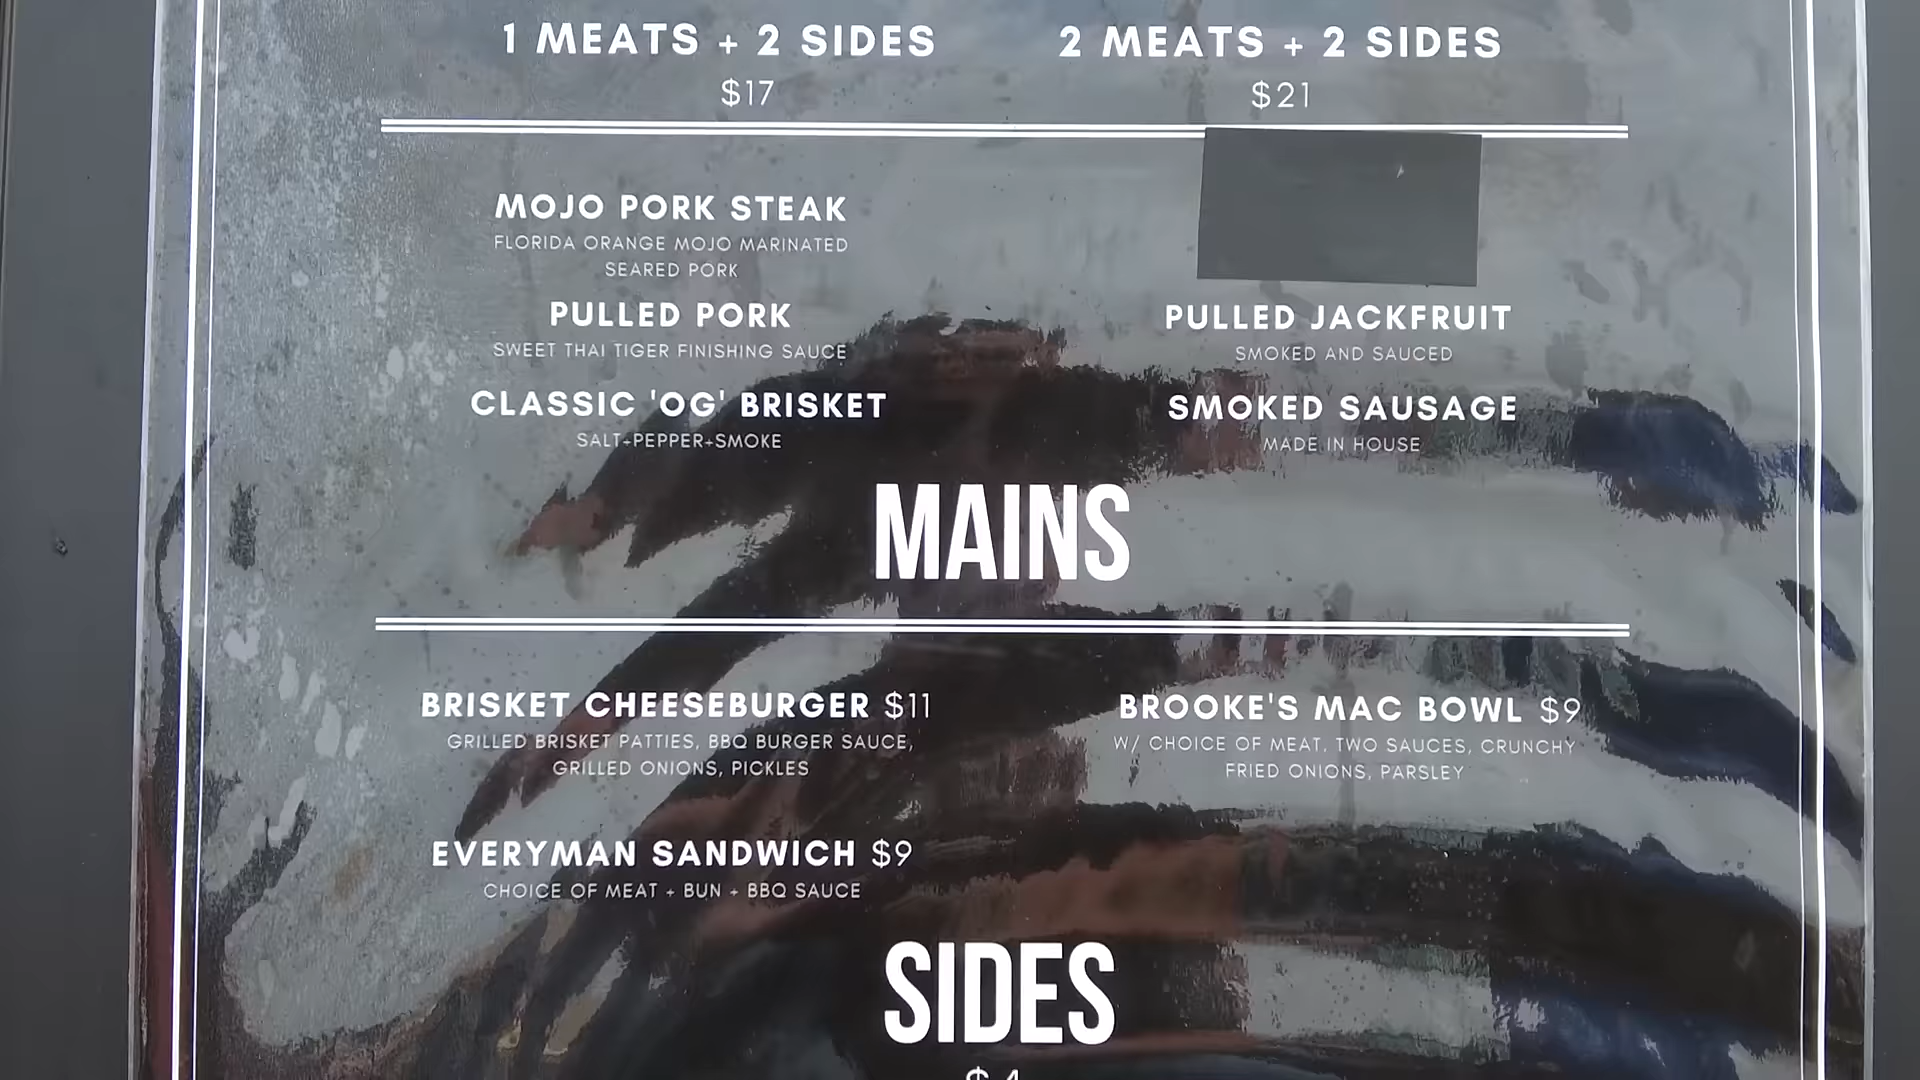 1 MEATS + 2 SIDES
$17
2 MEATS + 2 SIDES
$21
MOJO PORK STEAK
FLORIDA ORANGE MOJO MARINATED
SEARED PORK
PULLED PORK
SWEET THAI TIGER FINISHING SAUCE
CLASSIC 'OG' BRISKET
SALT+PEPPER+SMOKE
PULLED JACKFRUIT
SMOKED AND SAUCED
SMOKED SAUSAGE
MADE IN HOUSE
MAINS
BRISKET CHEESEBURGER $11
GRILLED BRISKET PATTIES, BBQ BURGER SAUCE,
GRILLED ONIONS, PICKLES
EVERYMAN SANDWICH $9
CHOICE OF MEAT + BUN + BBQ SAUCE
BROOKE'S MAC BOWL $9
W/ CHOICE OF MEAT, TWO SAUCES, CRUNCHY
FRIED ONIONS, PARSLEY
SIDES